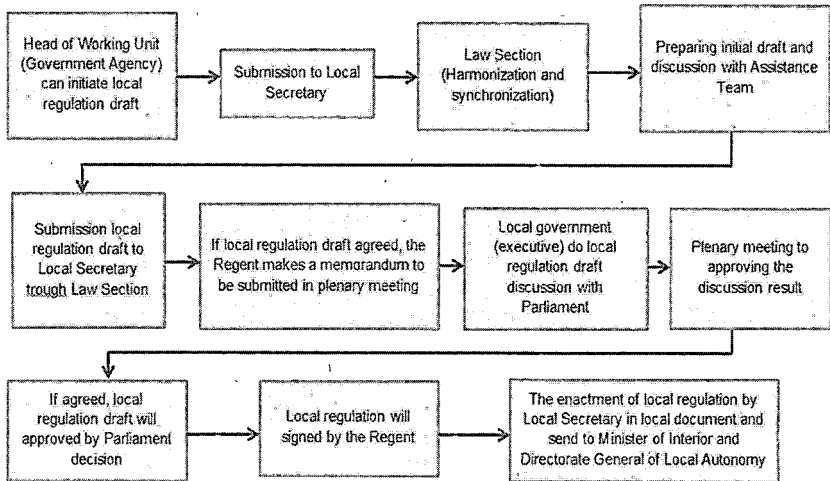 Head of Working Unit
(Government Agency)
can initiate local
regulation draft
Submission to Local
Secretary
Law Section
(Harmonization and
synchronization)
Preparing initial draft and
discussion with Assistance
Team
Submission local
regulation draft to
Local Secretary
trough Law Section
If local regulation draft agreed, the
Regent makes a memorandum to
be submitted in plenary meeting
Local government
(executive) do local
regulation draft
discussion with
Parliament
Plenary meeting to
approving the
discussion result
If agreed, local
regulation draft will
approved by Parliament
decision
Local regulation will
signed by the Regent
The enactment of local regulation by
Local Secretary in local document and
send to Minister of Interior and
Directorate General of Local Autonomy